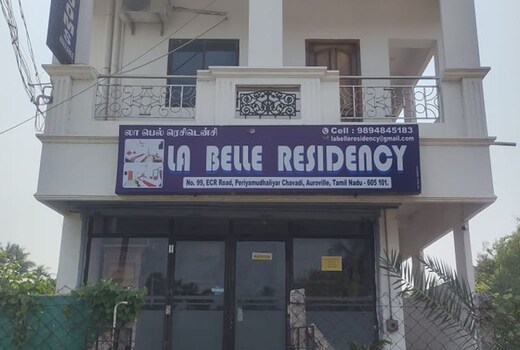 லா பெல் ரெசிடென்சி
Cell : 9894845183
labelleresidency@gmail.com
LA BELLE RESIDENCY
No. 99, ECR Road, Periyamudhaliyar Chavadi, Auroville, Tamil Nadu - 605 101.